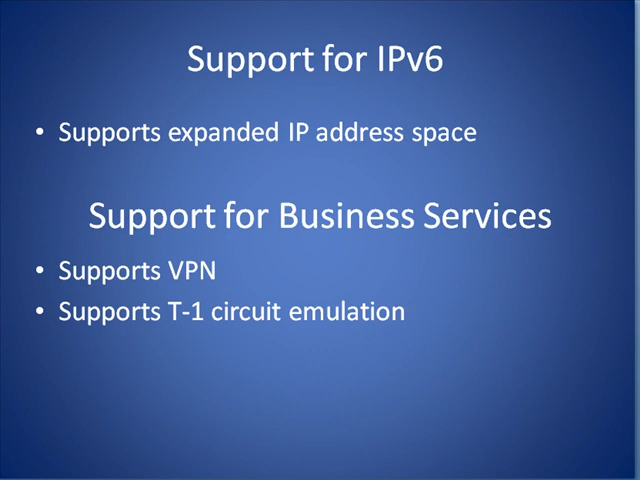 Support for IPv6
• Supports expanded IP address space
Support for Business Services
• Supports VPN
• Supports T-1 circuit emulation